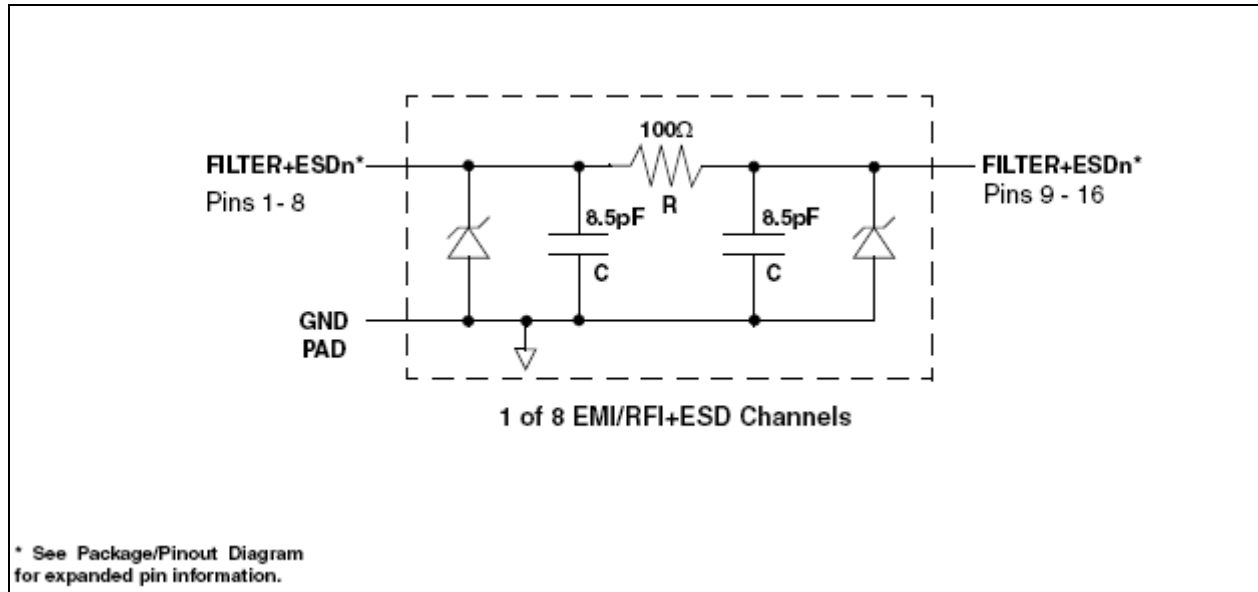 100Ω
FILTER+ESDn*
Pins 1- 8
R
FILTER+ESDn*
Pins 9 - 16
8.5pF
C
8.5pF
C
GND
PAD
1 of 8 EMI/RFI+ESD Channels
* See Package/Pinout Diagram
for expanded pin information.